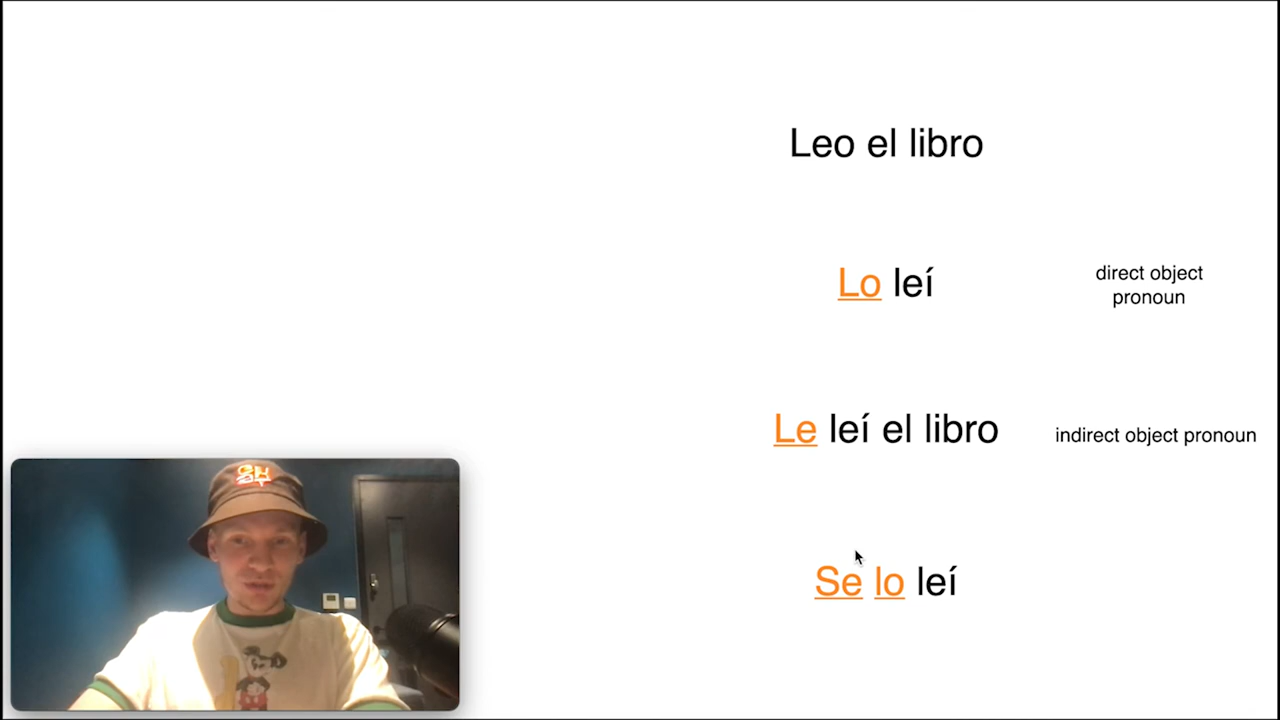 Leo el libro
Lo leí
direct object
pronoun
Le leí el libro
indirect object pronoun
Se lo leí